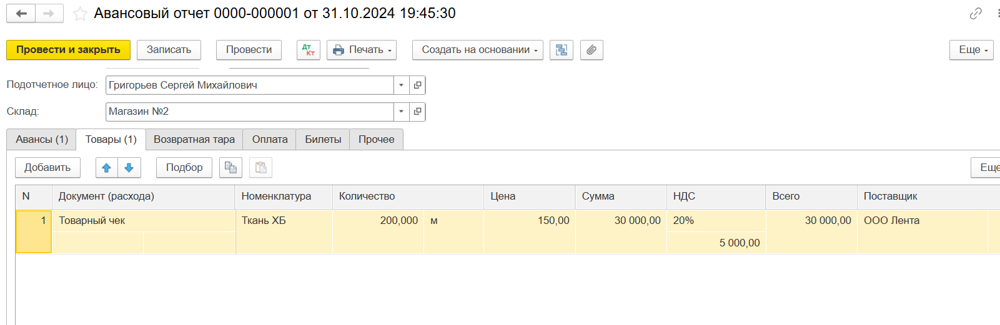 Авансовый отчет 0000-000001 от 31.10.2024 19:45:30
Провести и закрыть Записать Провести Дт Кт Печать Создать на основании Еще
Подотчетное лицо: Григорьев Сергей Михайлович
Склад: Магазин №2
Авансы (1) Товары (1) Возвратная тара Оплата Билеты Прочее
Добавить Подбор Еще
N Документ (расхода) Номенклатура Количество Цена Сумма НДС Всего Поставщик
1 Товарный чек Ткань ХБ 200,000 м 150,00 30 000,00 20% 30 000,00 ООО Лента
5 000,00